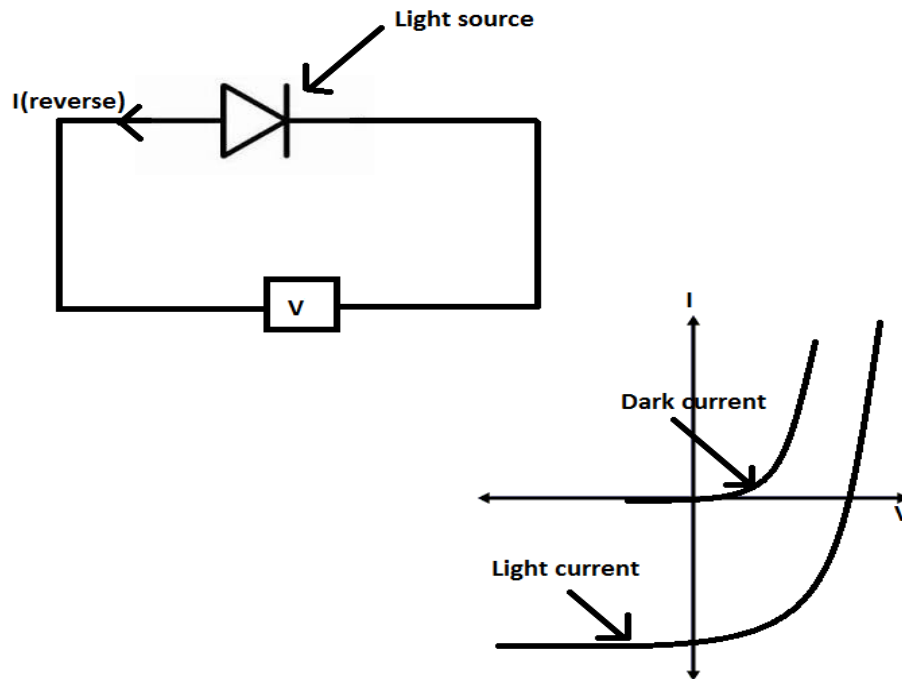 Light source
I(reverse)
V
I
Dark current
V
Light current